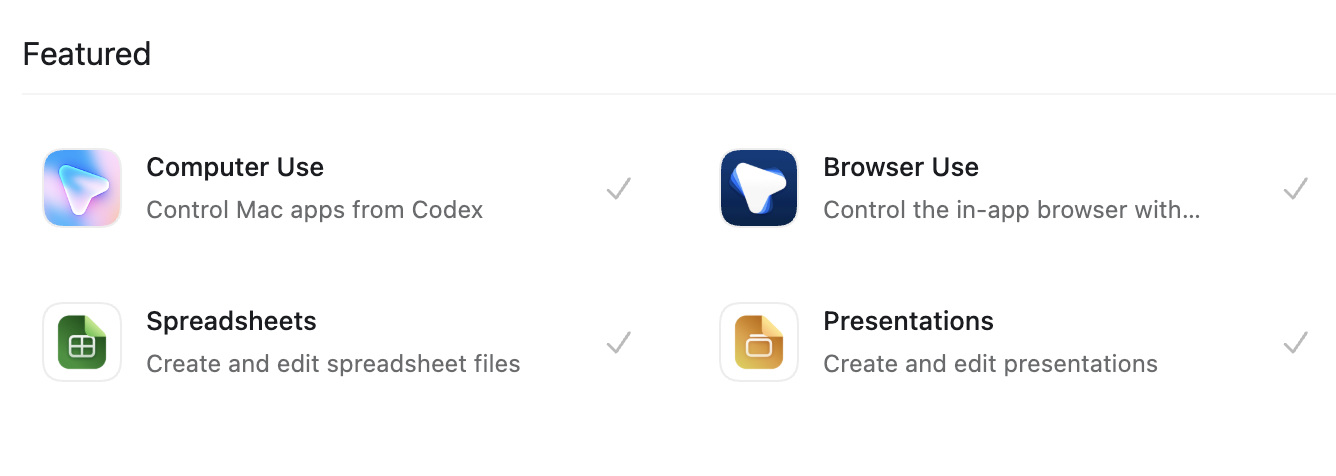 Featured
Computer Use
Control Mac apps from Codex
Browser Use
Control the in-app browser with...
Spreadsheets
Create and edit spreadsheet files
Presentations
Create and edit presentations